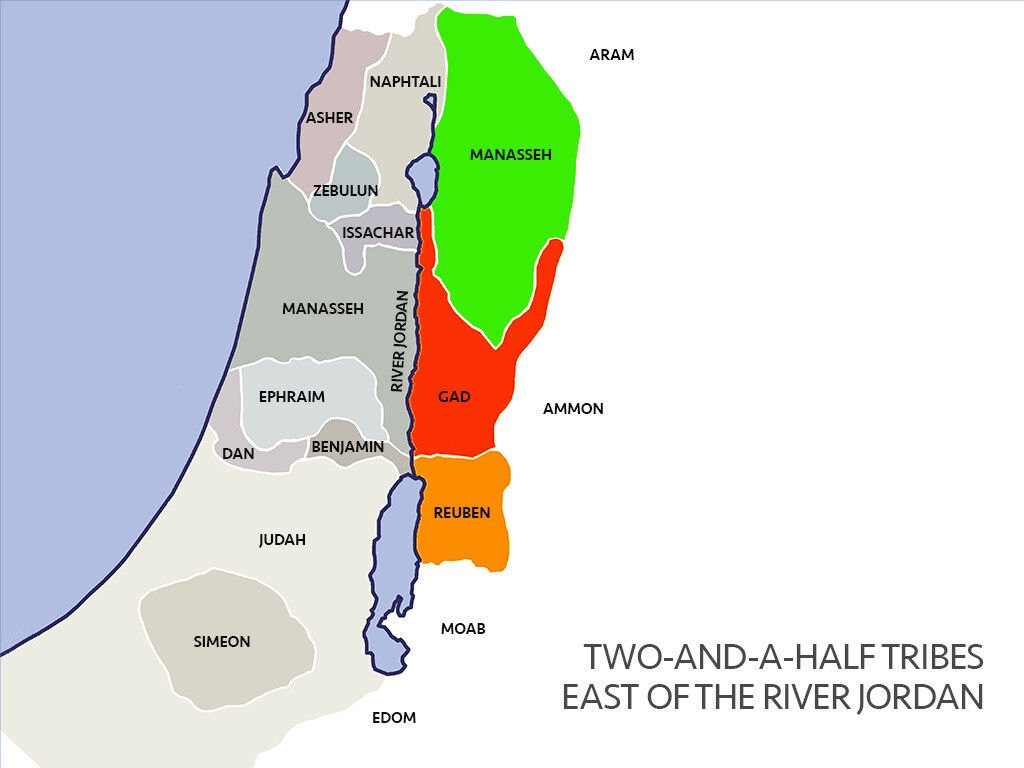 ARAM
NAPHTALI
ASHER
MANASSEH
ZEBULUN
ISSACHAR
MANASSEH
RIVER JORDAN
EPHRAIM
GAD
AMMON
BENJAMIN
DAN
REUBEN
JUDAH
MOAB
SIMEON
TWO-AND-A-HALF TRIBES
EAST OF THE RIVER JORDAN
EDOM